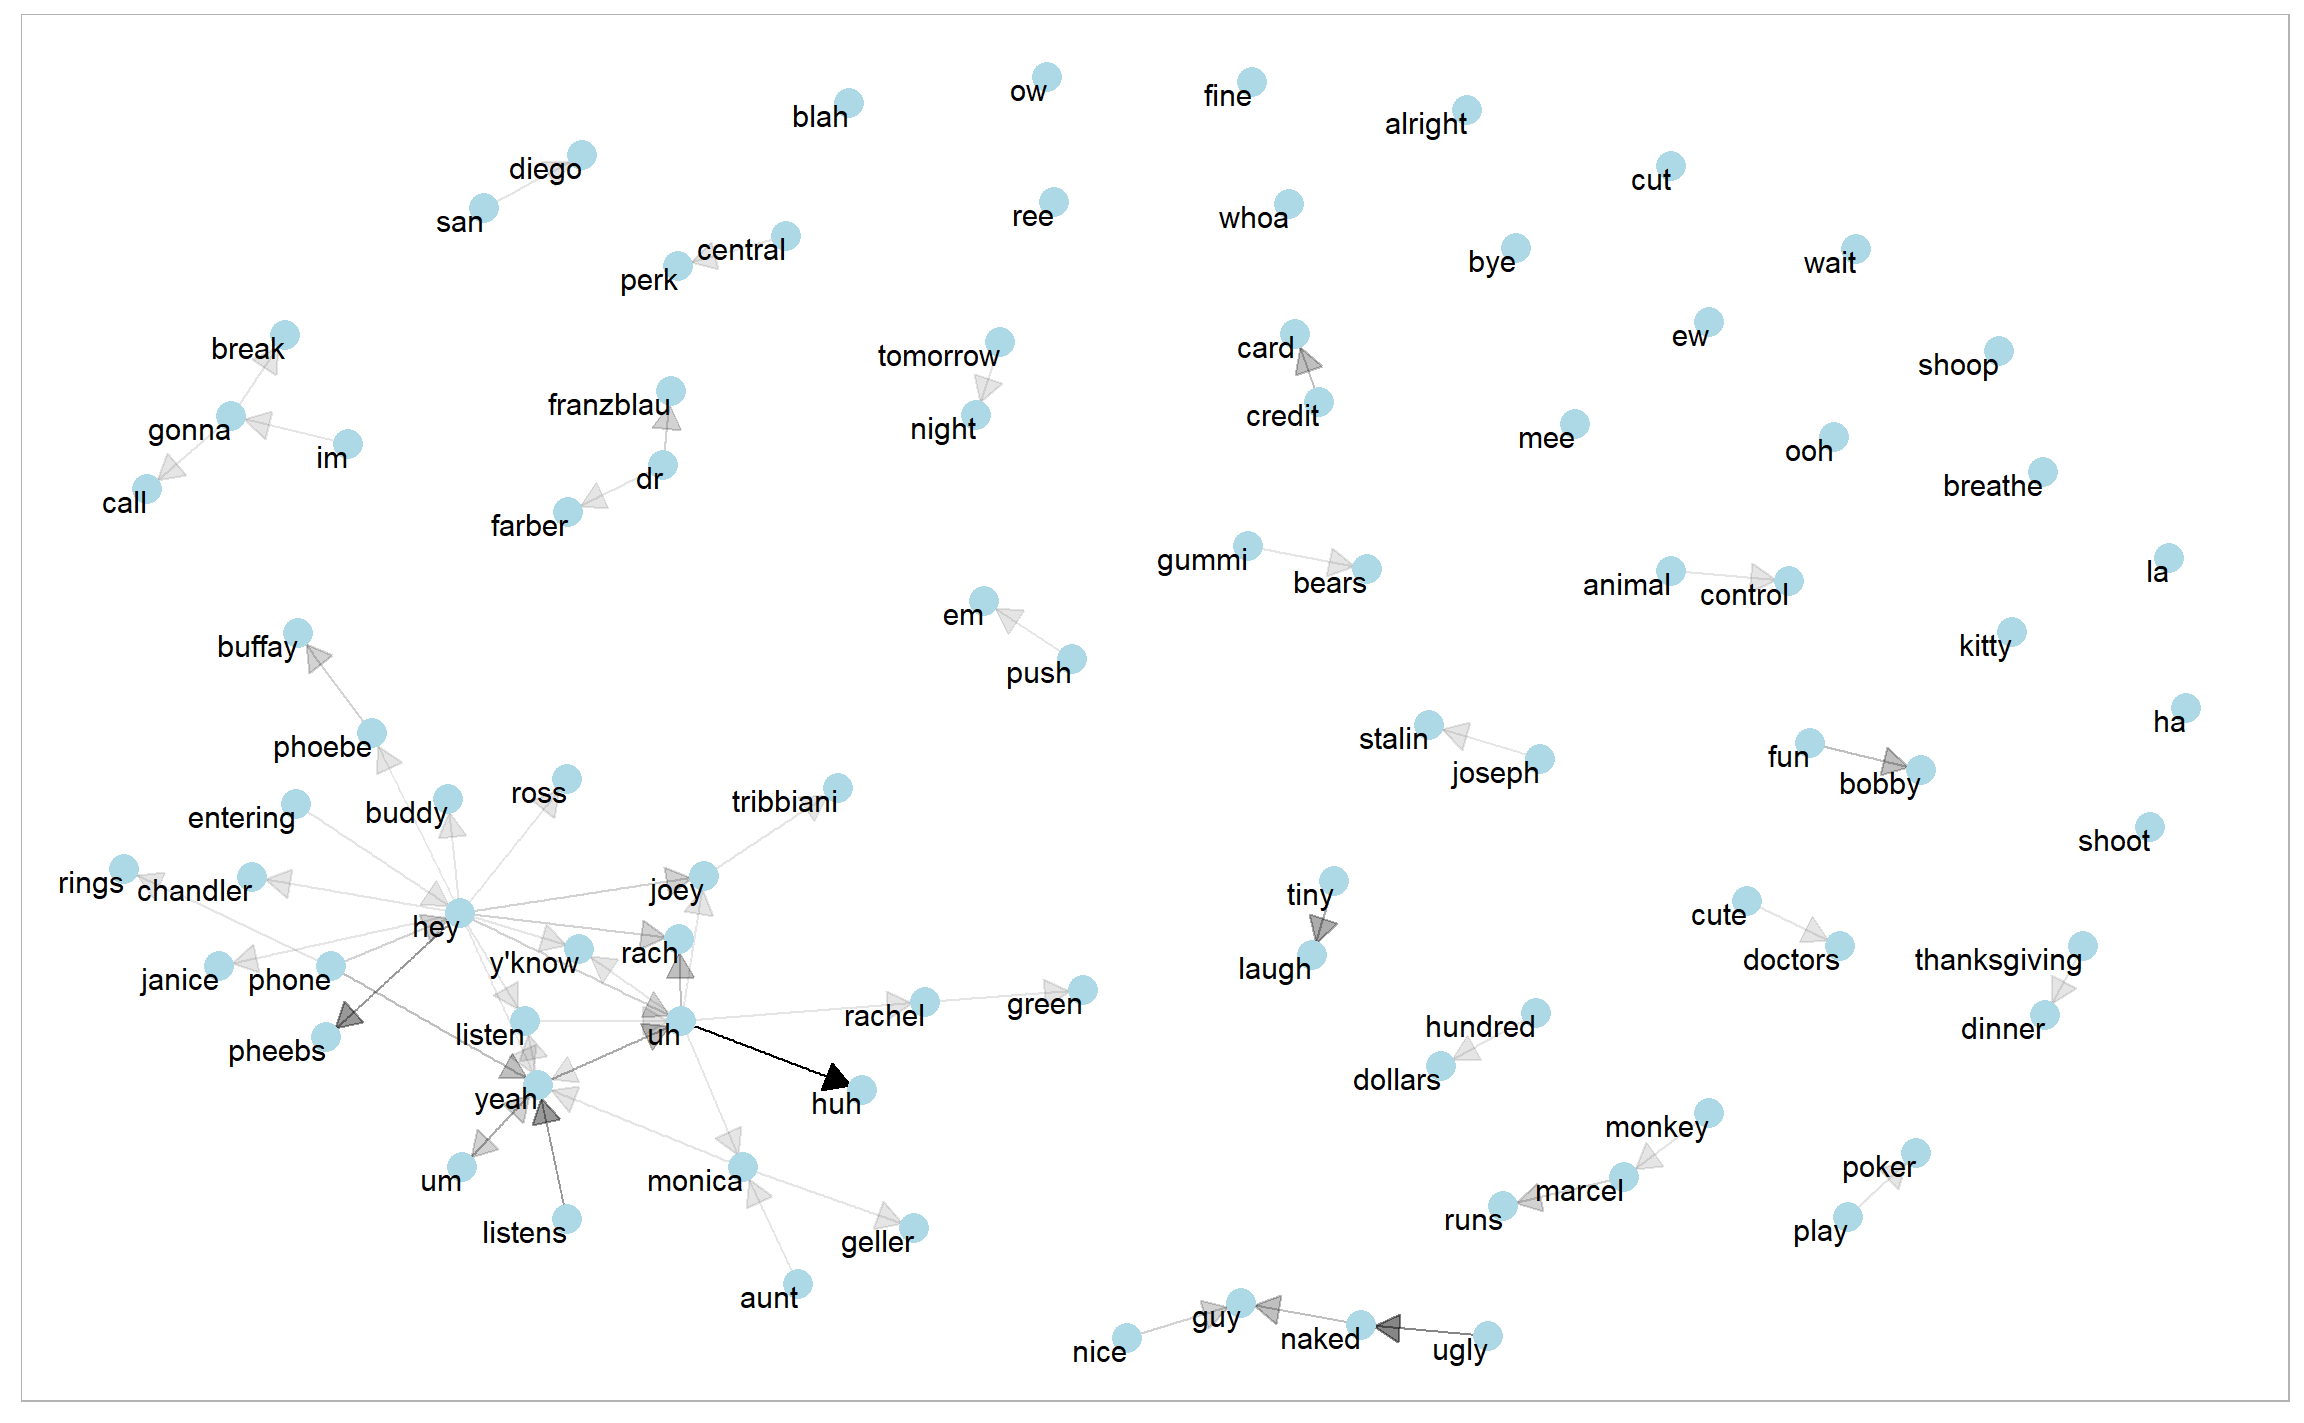 ow
fine
blah
alright
diego
cut
san
ree
whoa
central
bye
wait
perk
ew
break
tomorrow
card
shoop
franzblau
credit
gonna
night
mee
im
ooh
dr
breathe
call
farber
gummi
bears
la
animal
control
em
buffay
kitty
push
ha
stalin
phoebe
fun
joseph
bobby
ross
tribbiani
buddy
entering
shoot
rings
chandler
joey
tiny
cute
hey
rach
y'know
doctors
thanksgiving
laugh
janice
phone
green
rachel
hundred
dinner
listen
uh
pheebs
dollars
yeah
huh
monkey
poker
um
monica
marcel
runs
play
listens
geller
aunt
guy
naked
ugly
nice